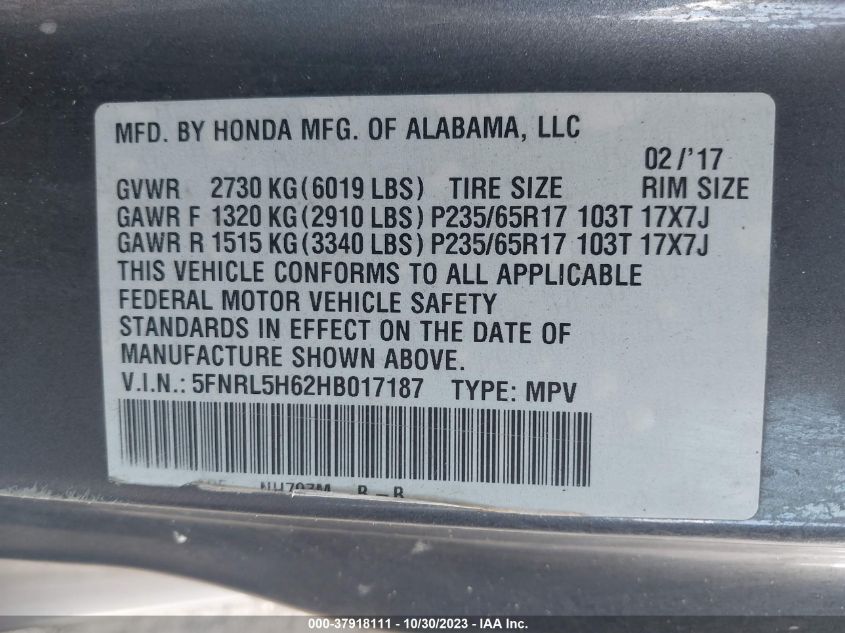 MFD. BY HONDA MFG. OF ALABAMA, LLC
02/'17
GVWR 2730 KG(6019 LBS) TIRE SIZE RIM SIZE
GAWR F 1320 KG(2910 LBS) P235/65R17 103T 17X7J
GAWR R 1515 KG(3340 LBS) P235/65R17 103T 17X7J
THIS VEHICLE CONFORMS TO ALL APPLICABLE
FEDERAL MOTOR VEHICLE SAFETY
STANDARDS IN EFFECT ON THE DATE OF
MANUFACTURE SHOWN ABOVE.
V.I.N.: 5FNRL5H62HB017187 TYPE: MPV
NH797M B-B
000-37918111 - 10/30/2023 - IAA Inc.